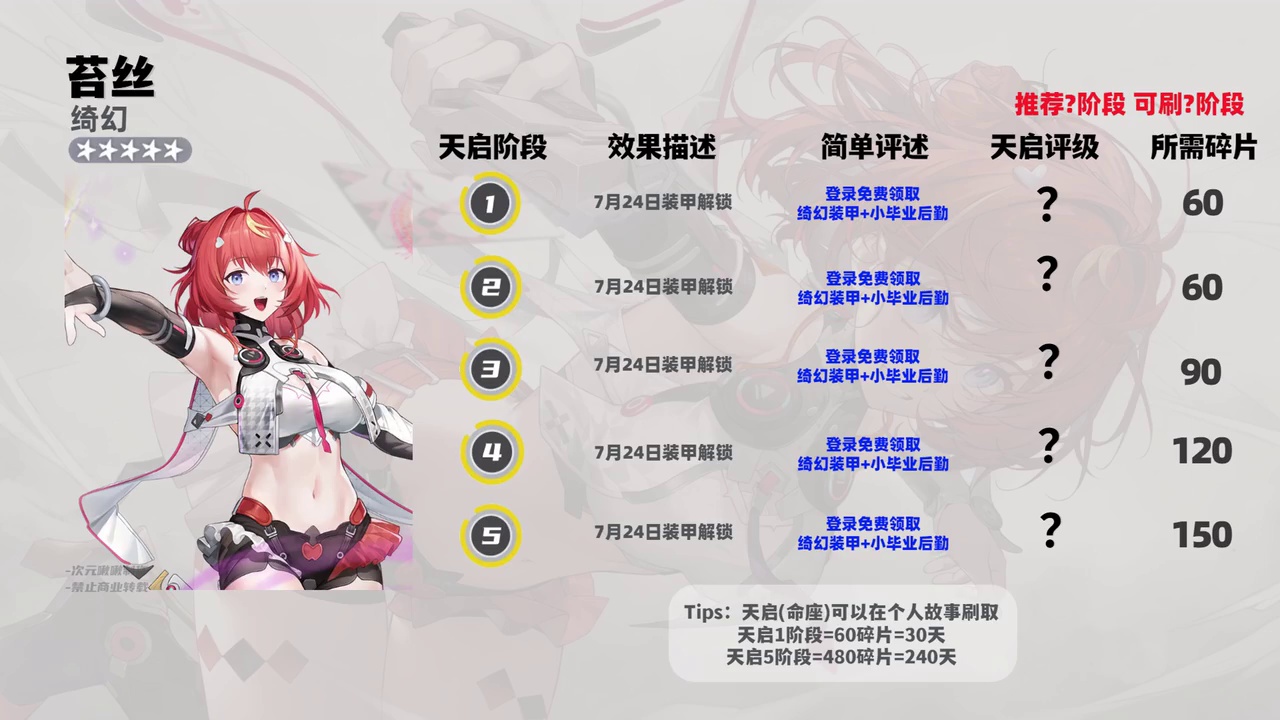 苔丝
绮幻
推荐?阶段 可刷?阶段
天启阶段 效果描述 简单评述 天启评级 所需碎片
1 7月24日装甲解锁 登录免费领取 ? 60
绮幻装甲+小毕业后勤
2 7月24日装甲解锁 登录免费领取 ? 60
绮幻装甲+小毕业后勤
3 7月24日装甲解锁 登录免费领取 ? 90
绮幻装甲+小毕业后勤
4 7月24日装甲解锁 登录免费领取 ? 120
绮幻装甲+小毕业后勤
5 7月24日装甲解锁 登录免费领取 ? 150
绮幻装甲+小毕业后勤
-次元
-禁止商业转载
Tips：天启(命座)可以在个人故事刷取
天启1阶段=60碎片=30天
天启5阶段=480碎片=240天